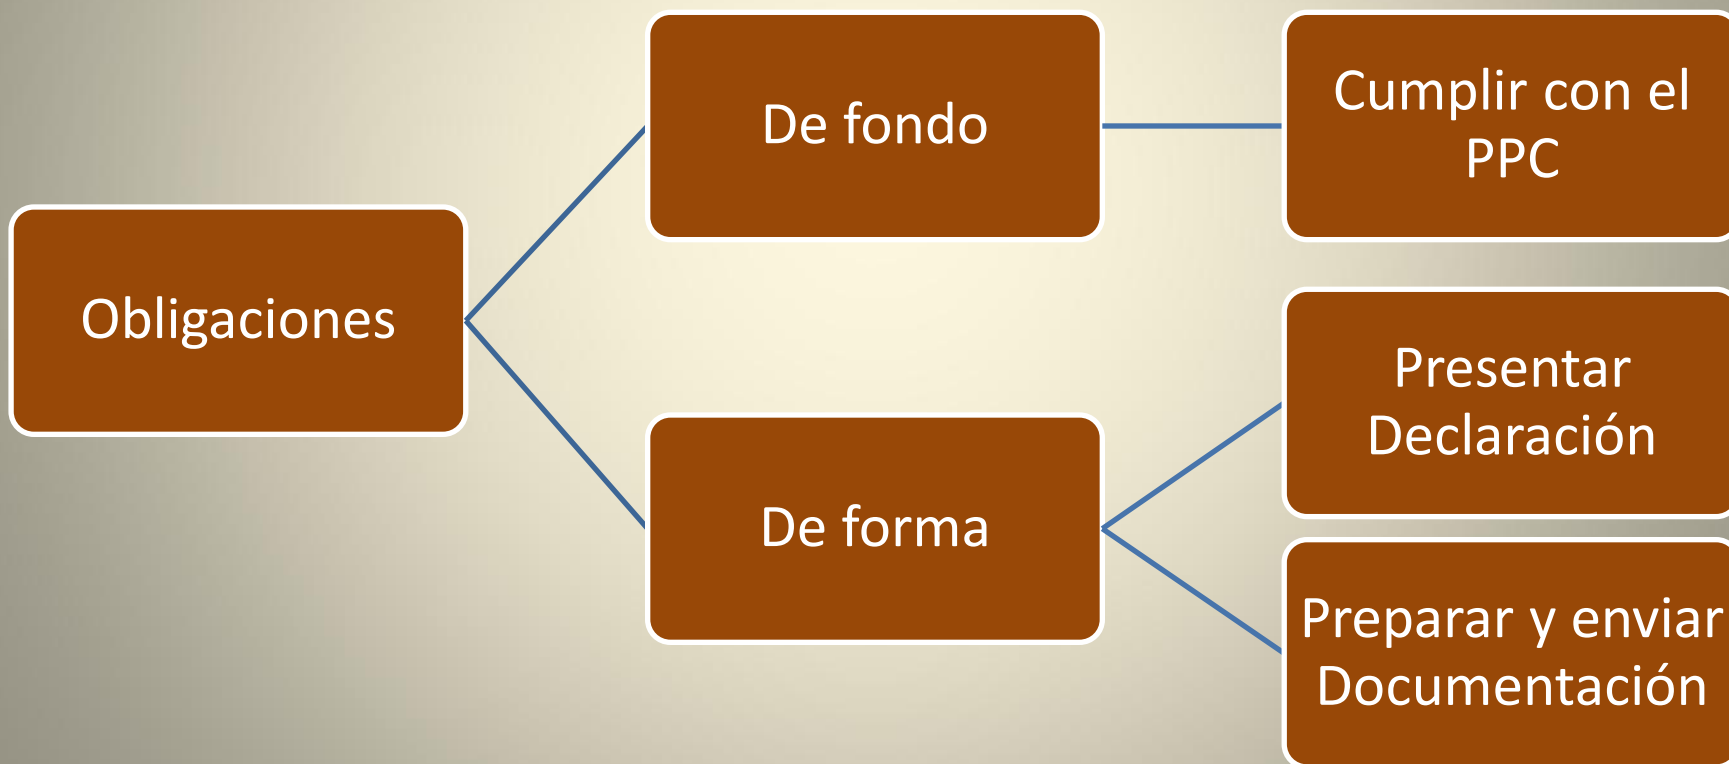 Obligaciones
De fondo
Cumplir con el
PPC
De forma
Presentar
Declaración
Preparar y enviar
Documentación